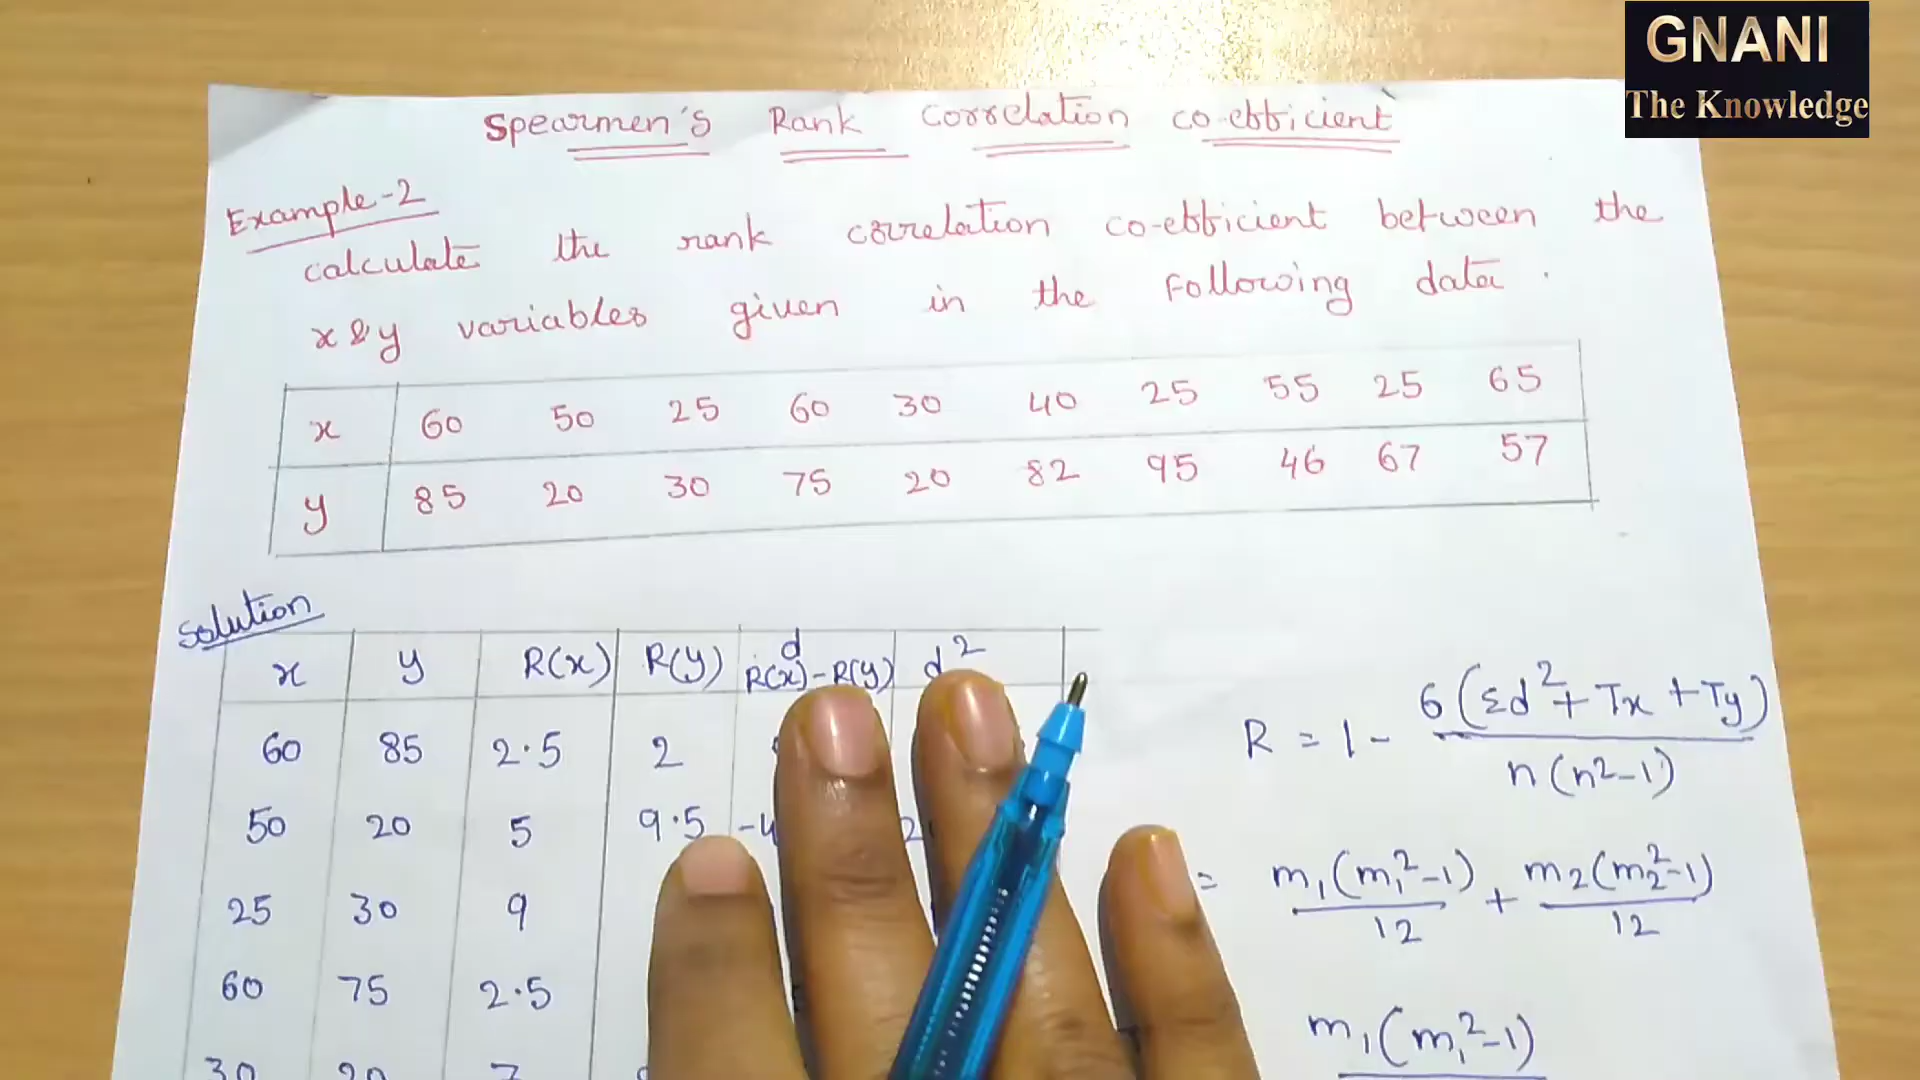 GNANI
The Knowledge
Spearmen's Rank Correlation co-efficient
Example-2
calculate the rank correlation co-efficient between the
x & y variables given in the following data.
x 60 50 25 60 30 40 25 55 25 65
y 85 20 30 75 20 82 95 46 67 57
Solution
x y R(x) R(y) d R(x)-R(y) d²
60 85 2.5 2
50 20 5 9.5
25 30 9
60 75 2.5
30 20 7
R = 1 - 6(Σd² + Tx + Ty) / n(n²-1)
= m₁(m₁²-1)/12 + m₂(m₂²-1)/12
m₁(m₁²-1)